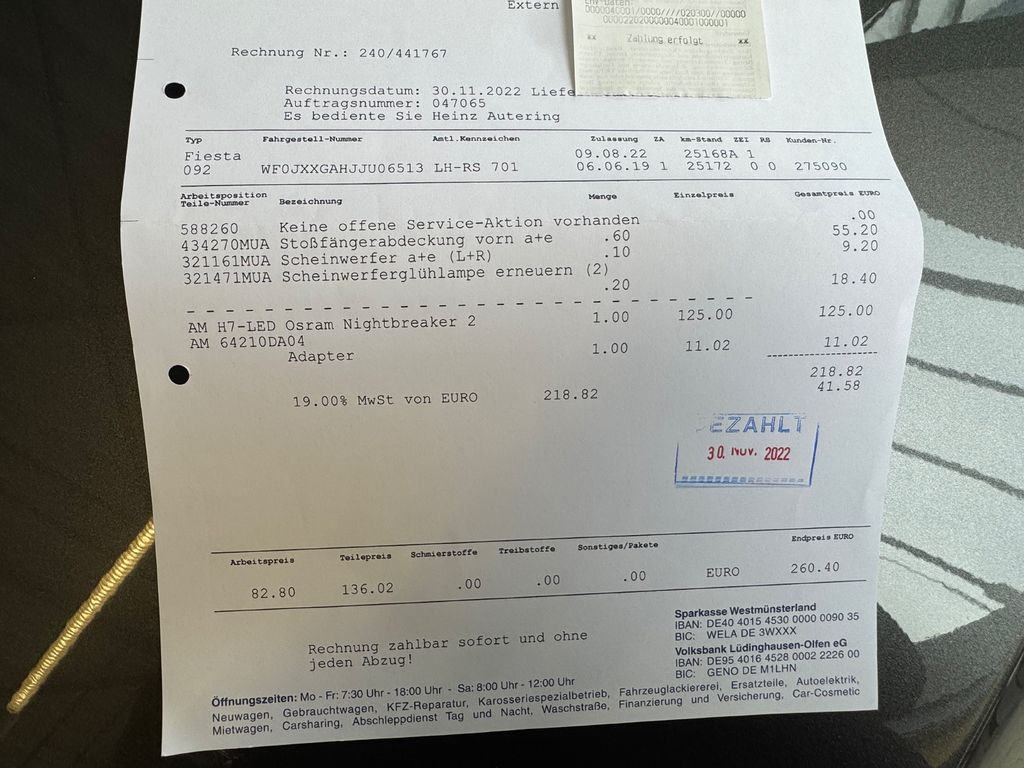 Extern
EMV-Daten:
0000040001/0000////020300//00000
0000220200000040001000001
** Zahlung erfolgt **
Rechnung Nr.: 240/441767
Rechnungsdatum: 30.11.2022 Liefe
Auftragsnummer: 047065
Es bediente Sie Heinz Autering
Typ Fahrgestell-Nummer Amtl.Kennzeichen Zulassung ZA km-Stand ZEI RS Kunden-Nr.
Fiesta 09.08.22 25168A 1
092 WF0JXXGAHJJU06513 LH-RS 701 06.06.19 1 25172 0 0 275090
Arbeitsposition
Teile-Nummer Bezeichnung Menge Einzelpreis Gesamtpreis EURO
588260 Keine offene Service-Aktion vorhanden .00
434270MUA Stoßfängerabdeckung vorn a+e .60 55.20
321161MUA Scheinwerfer a+e (L+R) .10 9.20
321471MUA Scheinwerferglühlampe erneuern (2)
.20 18.40
AM H7-LED Osram Nightbreaker 2 1.00 125.00 125.00
AM 64210DA04
Adapter 1.00 11.02 11.02
218.82
19.00% MwSt von EURO 218.82 41.58
BEZAHLT
30. NOV. 2022
Arbeitspreis Teilepreis Schmierstoffe Treibstoffe Sonstiges/Pakete Endpreis EURO
82.80 136.02 .00 .00 .00 EURO 260.40
Rechnung zahlbar sofort und ohne
jeden Abzug!
Sparkasse Westmünsterland
IBAN: DE40 4015 4530 0000 0090 35
BIC: WELA DE 3WXXX
Volksbank Lüdinghausen-Olfen eG
IBAN: DE95 4016 4528 0002 2226 00
BIC: GENO DE M1LHN
Öffnungszeiten: Mo - Fr: 7:30 Uhr - 18:00 Uhr - Sa: 8:00 Uhr - 12:00 Uhr
Neuwagen, Gebrauchtwagen, KFZ-Reparatur, Karosseriespezialbetrieb, Fahrzeuglackiererei, Ersatzteile, Autoelektrik,
Mietwagen, Carsharing, Abschleppdienst Tag und Nacht, Waschstraße, Finanzierung und Versicherung, Car-Cosmetic